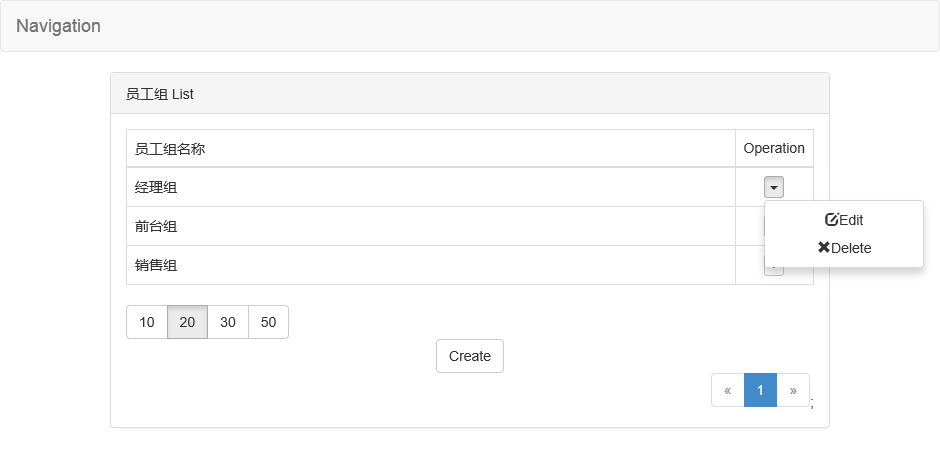 Navigation
员工组 List
员工组名称 Operation
经理组
Edit
前台组
Delete
销售组
10 20 30 50
Create
« 1 » ;